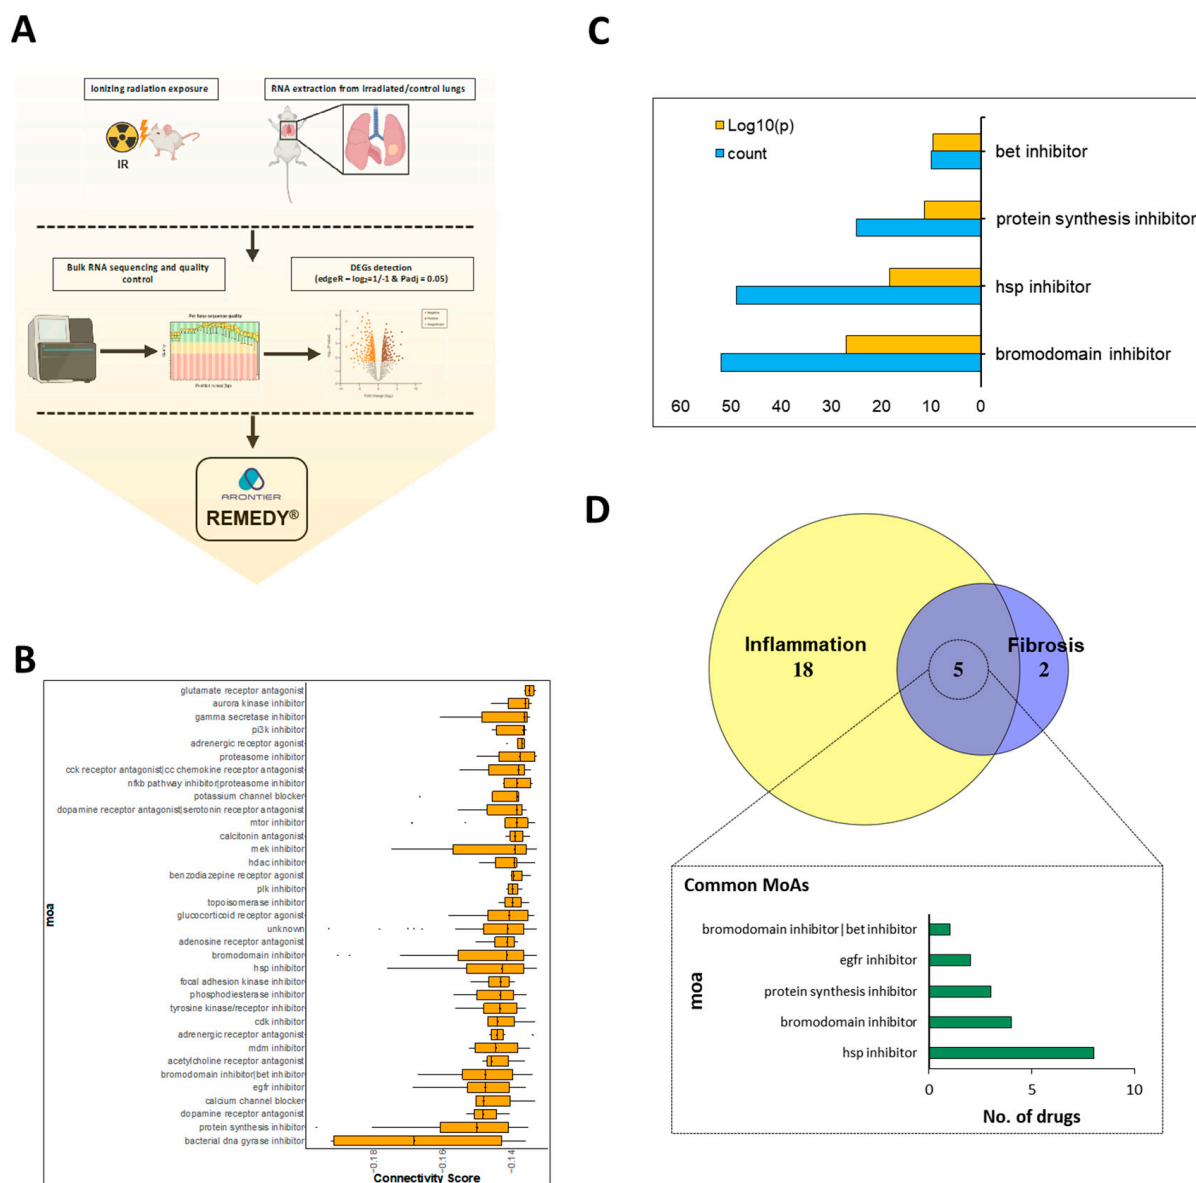 A
Ionizing radiation exposure
RNA extraction from irradiated/control lungs
IR
Bulk RNA sequencing and quality
control
DEGs detection
(edgeR – log₂=1/-1 & Padj = 0.05)
Per base sequence quality
ARONTIER
REMEDY®
B
moa
glutamate receptor antagonist
aurora kinase inhibitor
gamma secretase inhibitor
pi3k inhibitor
adrenergic receptor agonist
proteasome inhibitor
cck receptor antagonist|cc chemokine receptor antagonist
nfkb pathway inhibitor|proteasome inhibitor
potassium channel blocker
dopamine receptor antagonist|serotonin receptor antagonist
mtor inhibitor
calcitonin antagonist
mek inhibitor
hdac inhibitor
benzodiazepine receptor agonist
plk inhibitor
topoisomerase inhibitor
glucocorticoid receptor agonist
unknown
adenosine receptor antagonist
bromodomain inhibitor
hsp inhibitor
focal adhesion kinase inhibitor
phosphodiesterase inhibitor
tyrosine kinase/receptor inhibitor
cdk inhibitor
adrenergic receptor antagonist
mdm inhibitor
acetylcholine receptor antagonist
bromodomain inhibitor|bet inhibitor
egfr inhibitor
calcium channel blocker
dopamine receptor antagonist
protein synthesis inhibitor
bacterial dna gyrase inhibitor
-0.18
-0.16
-0.14
Connectivity Score
C
Log10(p)
count
bet inhibitor
protein synthesis inhibitor
hsp inhibitor
bromodomain inhibitor
60 50 40 30 20 10 0
D
Inflammation
18
5
Fibrosis
2
Common MoAs
moa
bromodomain inhibitor|bet inhibitor
egfr inhibitor
protein synthesis inhibitor
bromodomain inhibitor
hsp inhibitor
0 5 10
No. of drugs